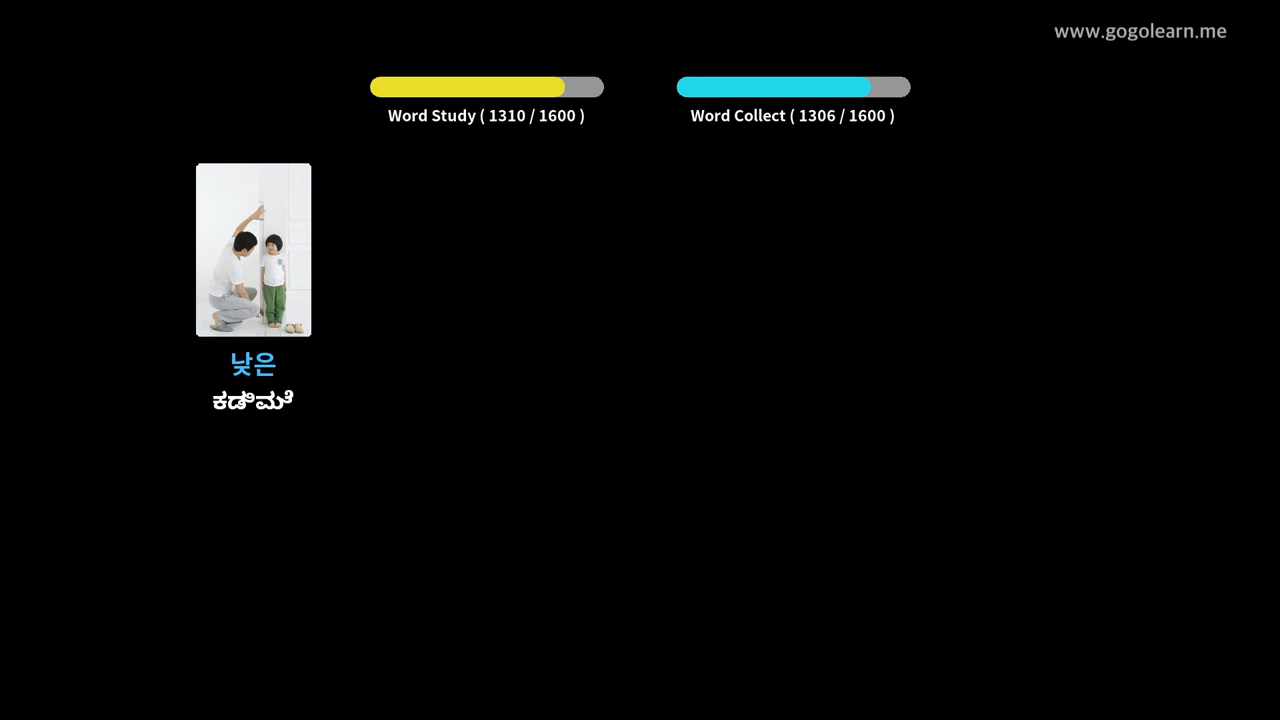 www.gogolearn.me
Word Study ( 1310 / 1600 )
Word Collect ( 1306 / 1600 )
낮은
ಕಡಿಮೆ